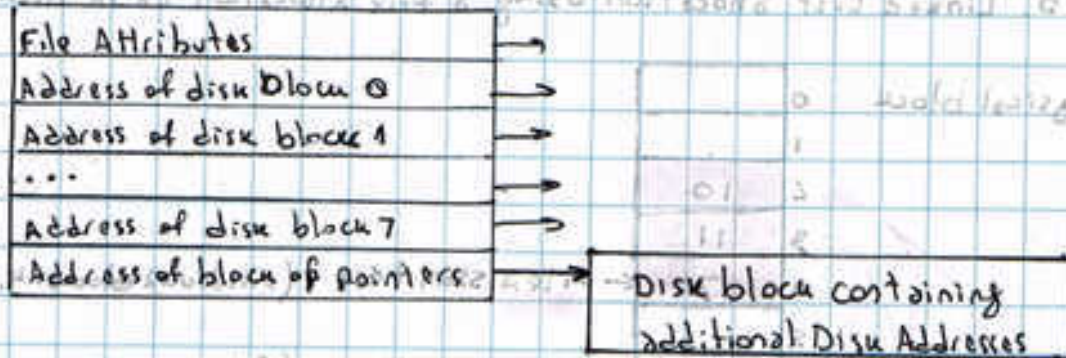 File Attributes
Address of disk block 0
Address of disk block 1
...
Address of disk block 7
Address of block of pointers
Disk block containing
additional Disk Addresses